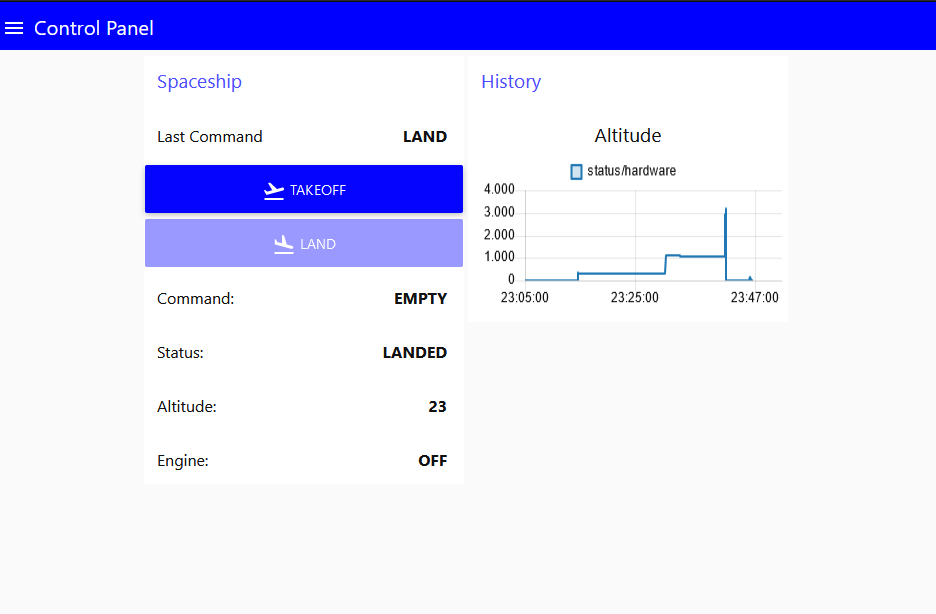 Control Panel
Spaceship
Last Command LAND
TAKEOFF
LAND
Command: EMPTY
Status: LANDED
Altitude: 23
Engine: OFF
History
Altitude
status/hardware
4.000
3.000
2.000
1.000
0
23:05:00 23:25:00 23:47:00